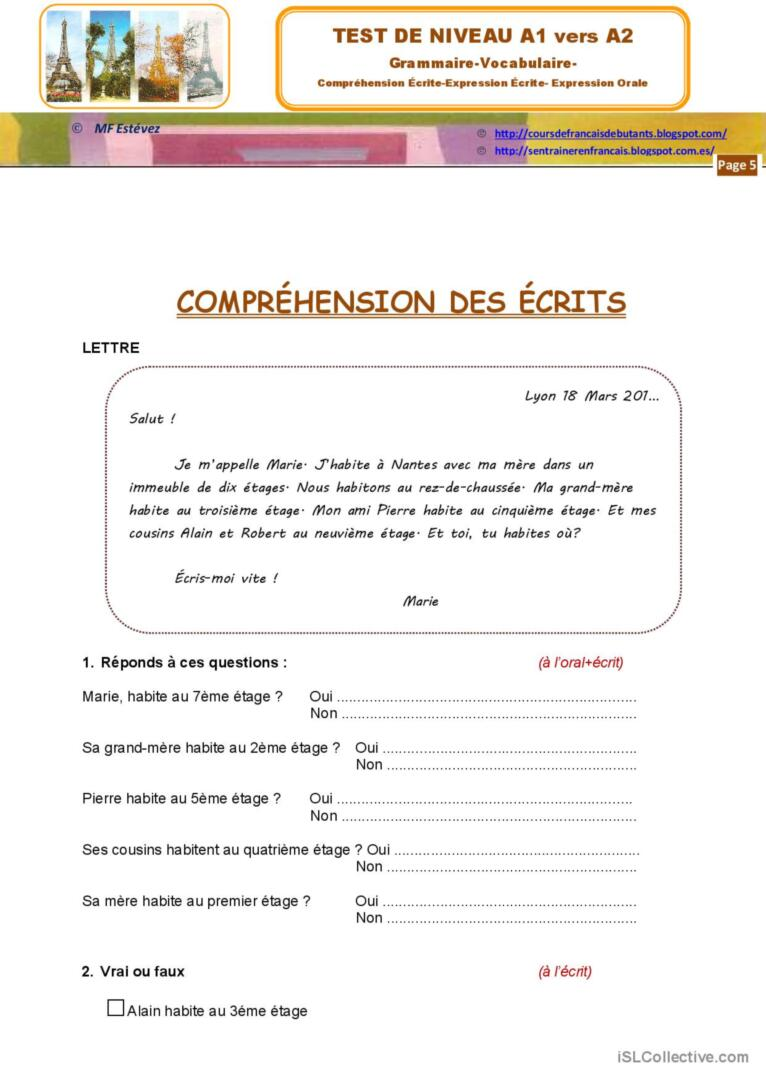 TEST DE NIVEAU A1 vers A2
Grammaire-Vocabulaire-
Compréhension Écrite-Expression Écrite- Expression Orale
© MF Estévez
© http://coursdefrancaisdebutants.blogspot.com/
© http://sentrainerenfrancais.blogspot.com.es/
Page 5
COMPRÉHENSION DES ÉCRITS
LETTRE
Lyon 18 Mars 201...
Salut !
Je m'appelle Marie. J'habite à Nantes avec ma mère dans un
immeuble de dix étages. Nous habitons au rez-de-chaussée. Ma grand-mère
habite au troisième étage. Mon ami Pierre habite au cinquième étage. Et mes
cousins Alain et Robert au neuvième étage. Et toi, tu habites où?
Écris-moi vite !
Marie
1. Réponds à ces questions : (à l'oral+écrit)
Marie, habite au 7ème étage ? Oui ..........................................................................
Non ........................................................................
Sa grand-mère habite au 2ème étage ? Oui ..............................................................
Non .............................................................
Pierre habite au 5ème étage ? Oui ........................................................................
Non ........................................................................
Ses cousins habitent au quatrième étage ? Oui ............................................................
Non .............................................................
Sa mère habite au premier étage ? Oui ..............................................................
Non .............................................................
2. Vrai ou faux (à l'écrit)
Alain habite au 3éme étage
iSLCollective.com